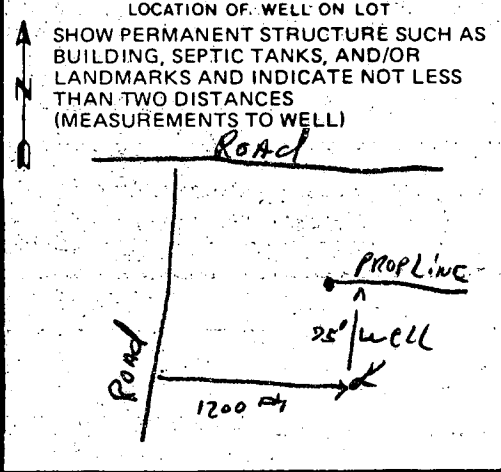 LOCATION OF WELL ON LOT
SHOW PERMANENT STRUCTURE SUCH AS
BUILDING, SEPTIC TANKS, AND/OR
LANDMARKS AND INDICATE NOT LESS
THAN TWO DISTANCES
(MEASUREMENTS TO WELL)
N
ROAD
PROPLINE
WELL
ROAD
1200 Ft